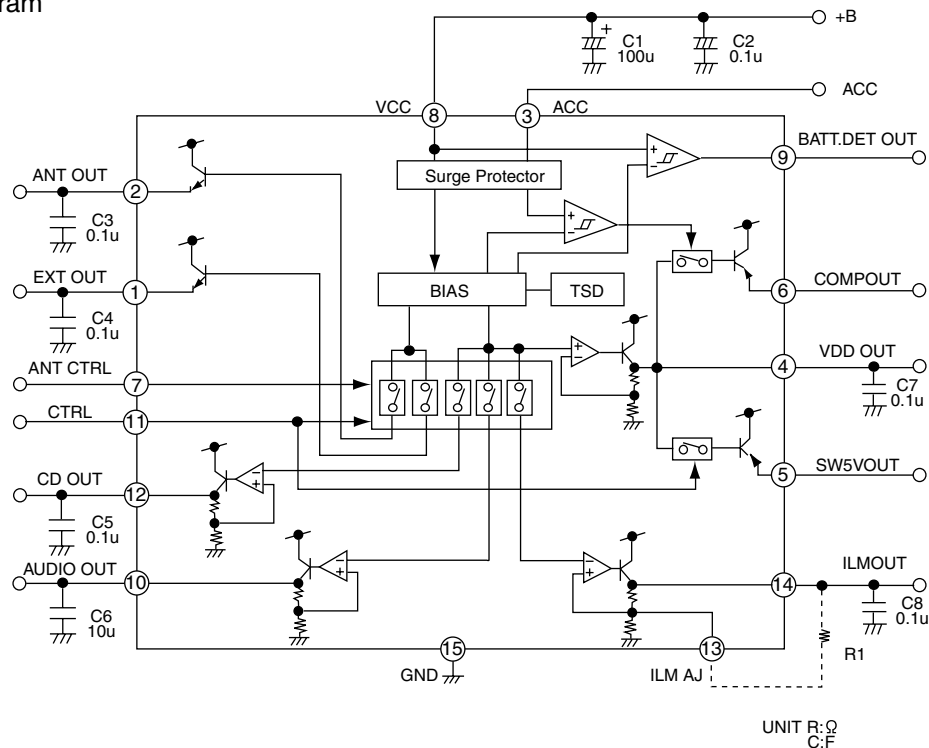 ram
+B
+
C1
100u
C2
0.1u
ACC
VCC
8
3
ACC
BATT.DET OUT
9
+
−
Surge Protector
ANT OUT
2
C3
0.1u
+
−
EXT OUT
1
C4
0.1u
BIAS
TSD
6
COMPOUT
ANT CTRL
7
+
−
4
VDD OUT
C7
0.1u
CTRL
11
CD OUT
12
C5
0.1u
−
+
5
SW5VOUT
AUDIO OUT
10
C6
10u
−
+
−
+
14
ILMOUT
C8
0.1u
R1
15
GND
13
ILM AJ
UNIT R:Ω
C:F